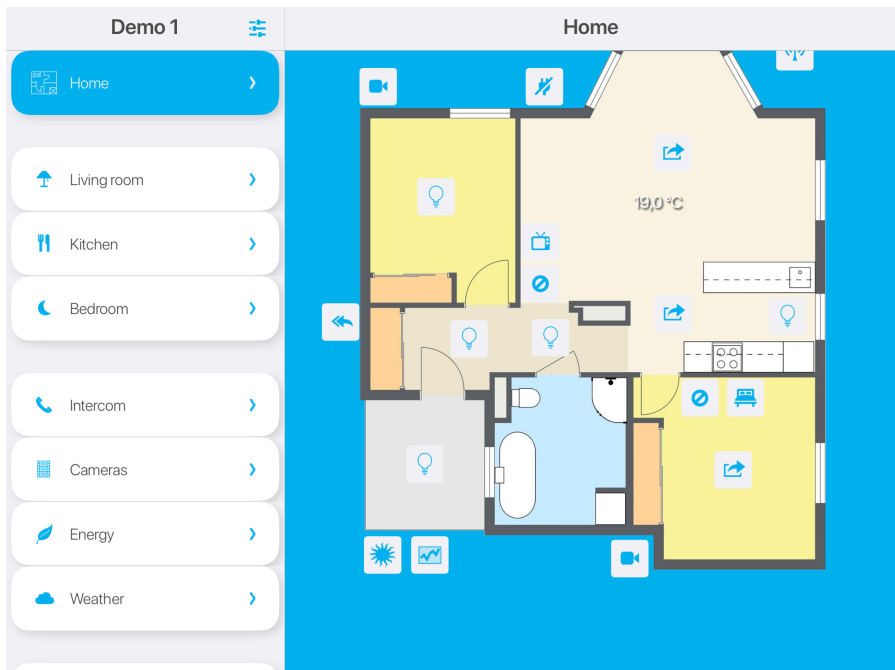 Demo 1
Home
Home
Living room
Kitchen
Bedroom
Intercom
Cameras
Energy
Weather
19,0 °C